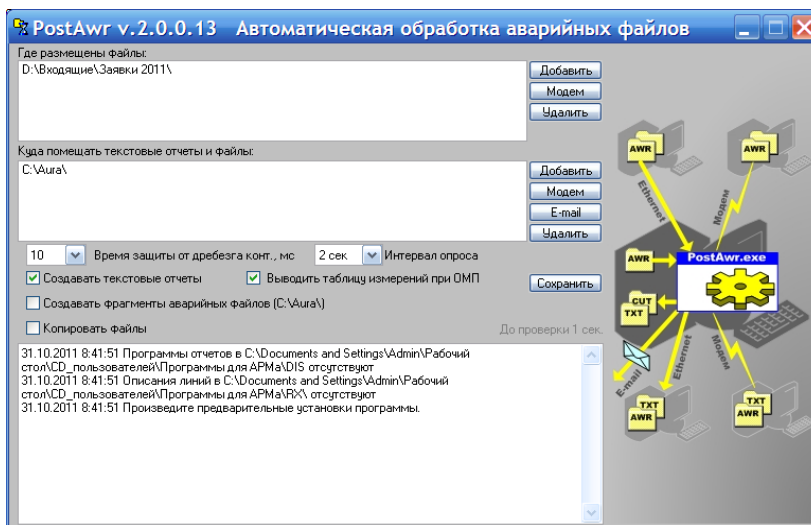 PostAwr v.2.0.0.13 Автоматическая обработка аварийных файлов
Где размещены файлы:
D:\Входящие\Заявки 2011\
Добавить
Модем
Удалить
Куда помещать текстовые отчеты и файлы:
C:\Aura\
Добавить
Модем
E-mail
Удалить
10 Время защиты от дребезга конт., мс 2 сек Интервал опроса
Создавать текстовые отчеты Выводить таблицу измерений при ОМП
Сохранить
Создавать фрагменты аварийных файлов (C:\Aura\)
Копировать файлы
До проверки 1 сек.
31.10.2011 8:41:51 Программы отчетов в C:\Documents and Settings\Admin\Рабочий
стол\CD_пользователей\Программы для АРМа\DIS отсутствуют
31.10.2011 8:41:51 Описания линий в C:\Documents and Settings\Admin\Рабочий
стол\CD_пользователей\Программы для АРМа\RX\ отсутствуют
31.10.2011 8:41:51 Произведите предварительные установки программы.
AWR
AWR
Ethernet
Модем
AWR
PostAwr.exe
CUT
TXT
E-mail
Ethernet
Модем
TXT
AWR
TXT
AWR